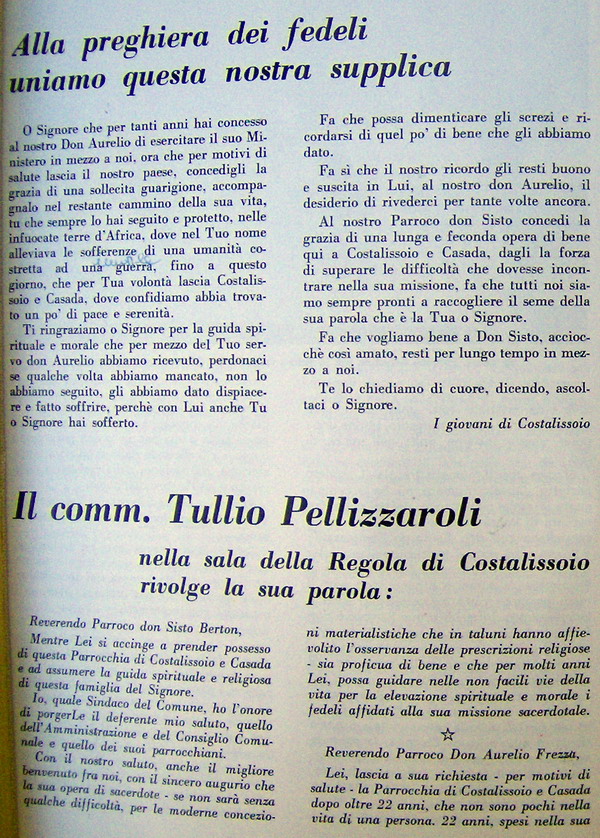 Alla preghiera dei fedeli
uniamo questa nostra supplica
O Signore che per tanti anni hai concesso
al nostro Don Aurelio di esercitare il suo Mi-
nistero in mezzo a noi, ora che per motivi di
salute lascia il nostro paese, concedigli la
grazia di una sollecita guarigione, accompa-
gnalo nel restante cammino della sua vita,
tu che sempre lo hai seguito e protetto, nelle
infuocate terre d'Africa, dove nel Tuo nome
alleviava le sofferenze di una umanità co-
stretta ad una guerra, fino a questo
giorno, che per Tua volontà lascia Costalis-
soio e Casada, dove confidiamo abbia trova-
to un po' di pace e serenità.
Ti ringraziamo o Signore per la guida spi-
rituale e morale che per mezzo del Tuo ser-
vo don Aurelio abbiamo ricevuto, perdonaci
se qualche volta abbiamo mancato, non lo
abbiamo seguito, gli abbiamo dato dispiace-
re e fatto soffrire, perchè con Lui anche Tu
o Signore hai sofferto.
Fa che possa dimenticare gli screzi e ri-
cordarsi di quel po' di bene che gli abbiamo
dato.
Fa sì che il nostro ricordo gli resti buono
e suscita in Lui, al nostro don Aurelio, il
desiderio di rivederci per tante volte ancora.
Al nostro Parroco don Sisto concedi la
grazia di una lunga e feconda opera di bene
qui a Costalissoio e Casada, dagli la forza
di superare le difficoltà che dovesse incon-
trare nella sua missione, fa che tutti noi sia-
mo sempre pronti a raccogliere il seme della
sua parola che è la Tua o Signore.
Fa che vogliamo bene a Don Sisto, accioc-
chè così amato, resti per lungo tempo in mez-
zo a noi.
Te lo chiediamo di cuore, dicendo, ascol-
taci o Signore.
I giovani di Costalissoio
Il comm. Tullio Pellizzaroli
nella sala della Regola di Costalissoio
rivolge la sua parola:
Reverendo Parroco don Sisto Berton,
Mentre Lei si accinge a prender possesso
di questa Parrocchia di Costalissoio e Casada
e ad assumere la guida spirituale e religiosa
di questa famiglia del Signore.
Io, quale Sindaco del Comune, ho l'onore
di porgerLe il deferente mio saluto, quello
dell'Amministrazione e del Consiglio Comu-
nale e quello dei suoi parrocchiani.
Con il nostro saluto, anche il migliore
benvenuto fra noi, con il sincero augurio che
la sua opera di sacerdote - se non sarà senza
qualche difficoltà, per le moderne concezio-
ni materialistiche che in taluni hanno affie-
volito l'osservanza delle prescrizioni religiose
- sia proficua di bene e che per molti anni
Lei, possa guidare nelle non facili vie della
vita per la elevazione spirituale e morale i
fedeli affidati alla sua missione sacerdotale.
☆
Reverendo Parroco Don Aurelio Frezza,
Lei, lascia a sua richiesta - per motivi di
salute - la Parrocchia di Costalissoio e Casada
dopo oltre 22 anni, che non sono pochi nella
vita di una persona. 22 anni, spesi nella sua